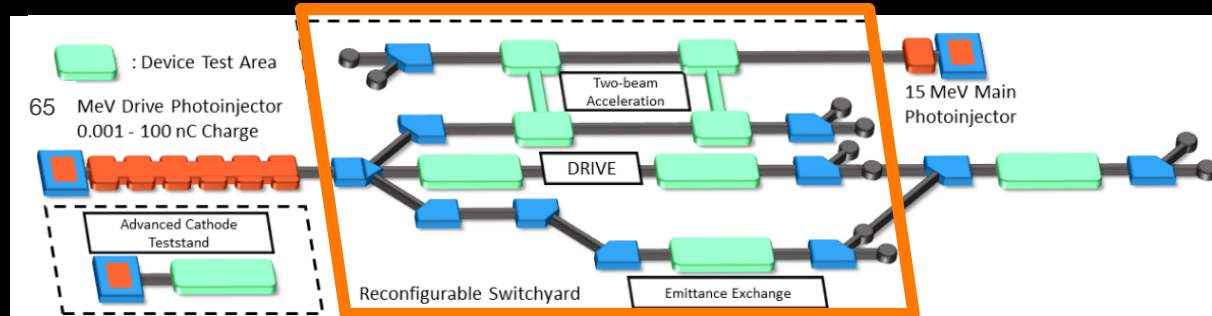 : Device Test Area
65 MeV Drive Photoinjector
0.001 - 100 nC Charge
Advanced Cathode
Teststand
Two-beam
Acceleration
DRIVE
Reconfigurable Switchyard
Emittance Exchange
15 MeV Main
Photoinjector